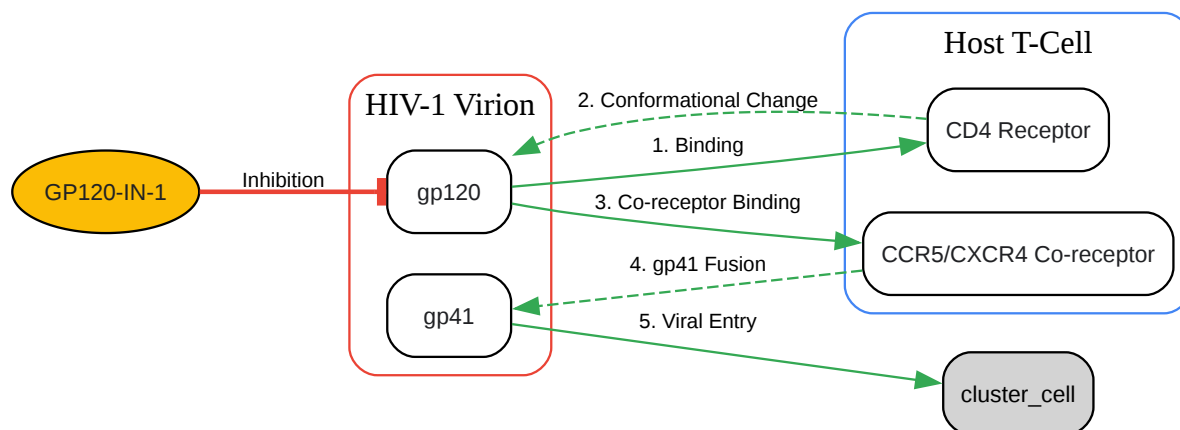 Host T-Cell
HIV-1 Virion
2. Conformational Change
CD4 Receptor
1. Binding
GP120-IN-1
Inhibition
gp120
3. Co-receptor Binding
CCR5/CXCR4 Co-receptor
4. gp41 Fusion
gp41
5. Viral Entry
cluster_cell